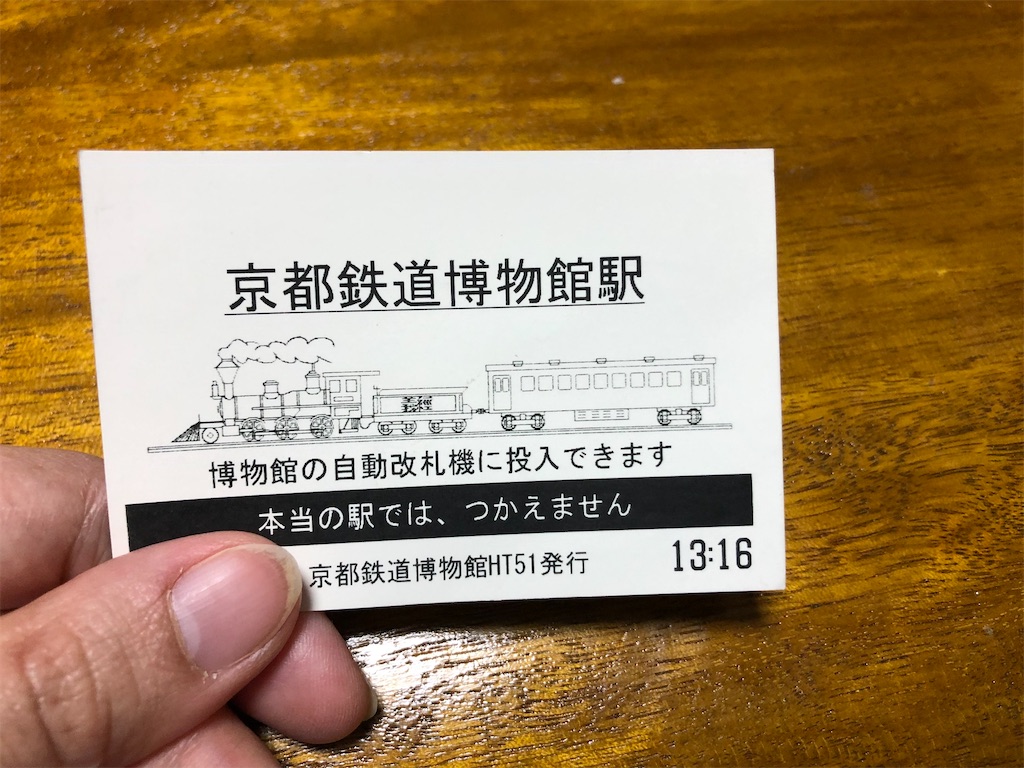 京都鉄道博物館駅
博物館の自動改札機に投入できます
本当の駅では、つかえません
京都鉄道博物館HT51発行
13:16